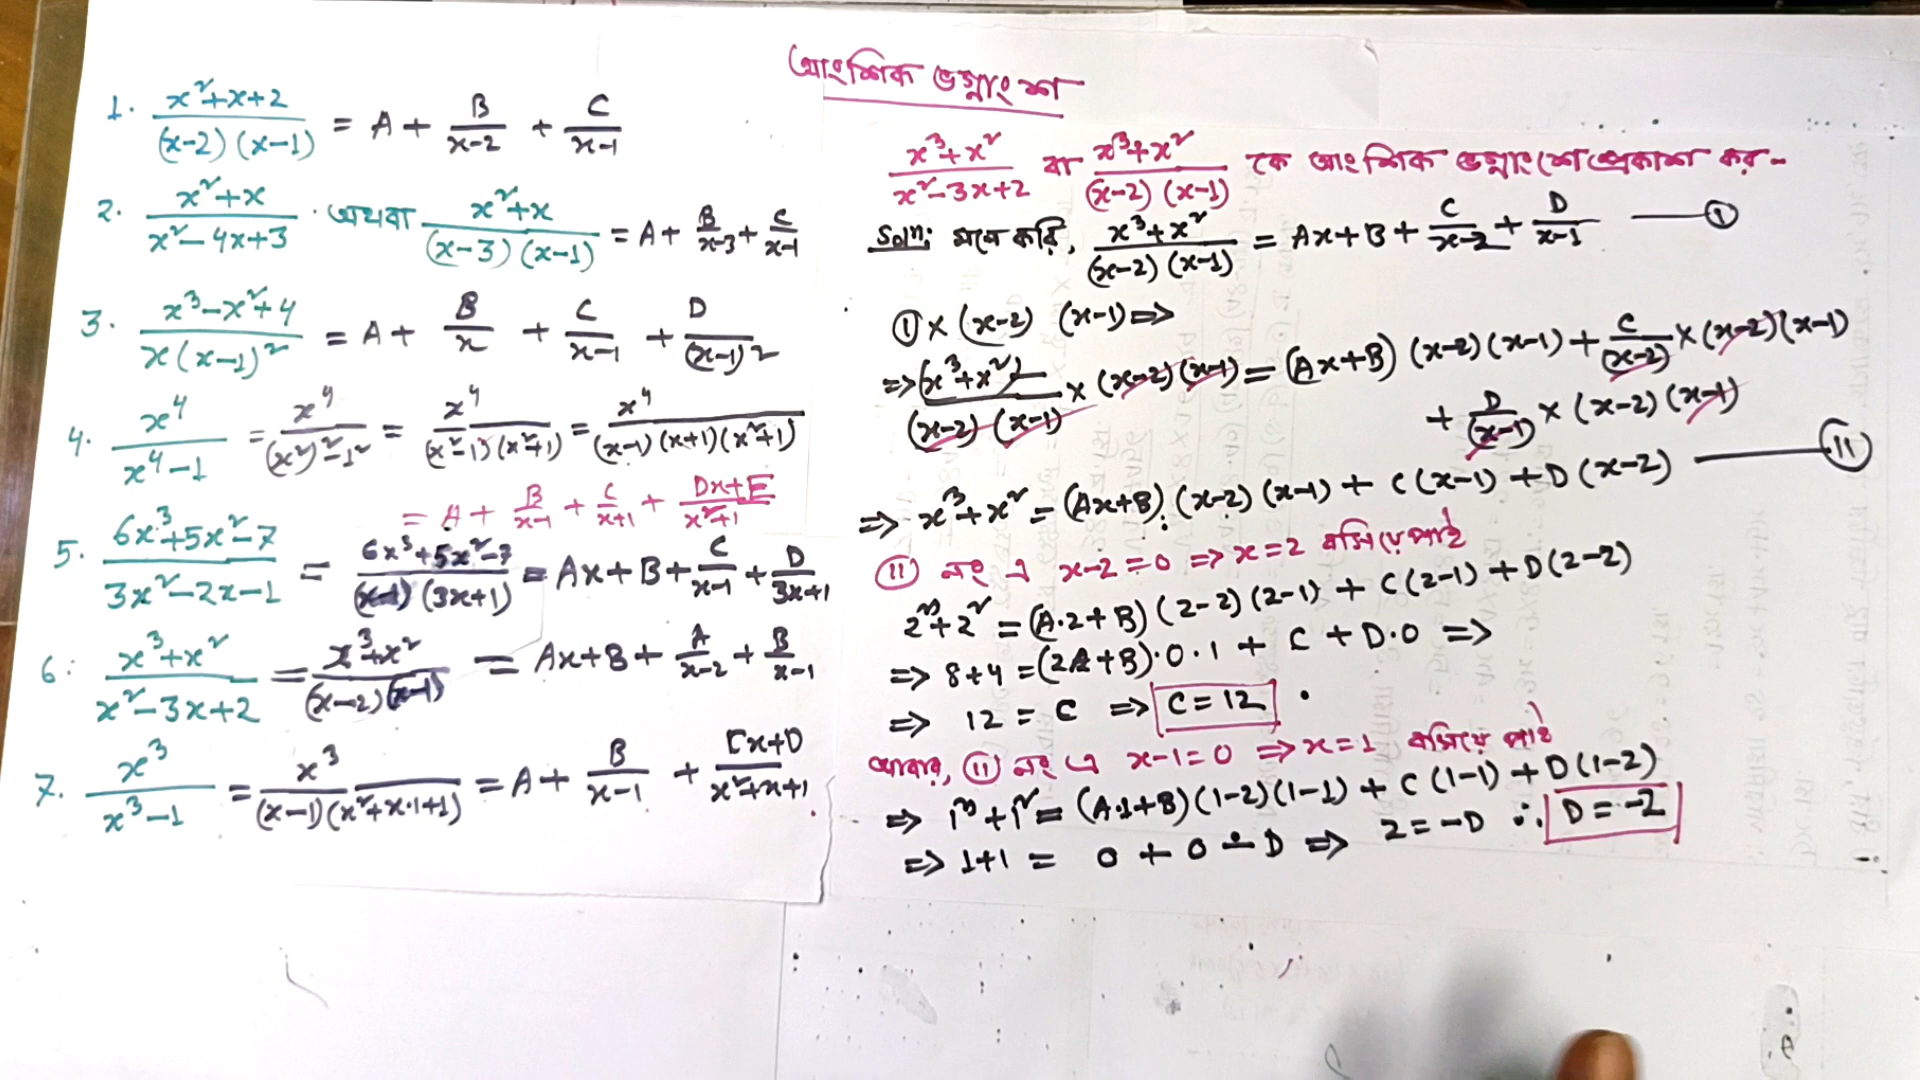 আংশিক ভগ্নাংশ
1. (x²+x+2)/((x-2)(x-1)) = A + B/(x-2) + C/(x-1)
2. (x²+x)/(x²-4x+3) . অথবা (x²+x)/((x-3)(x-1)) = A + B/(x-3) + C/(x-1)
3. (x³-x²+4)/(x(x-1)²) = A + B/x + C/(x-1) + D/(x-1)²
4. x⁴/(x⁴-1) = x⁴/((x²)²-1²) = x⁴/((x²-1)(x²+1)) = x⁴/((x-1)(x+1)(x²+1))
= A + B/(x-1) + C/(x+1) + (Dx+E)/(x²+1)
5. (6x³+5x²-7)/(3x²-2x-1) = (6x³+5x²-7)/((x-1)(3x+1)) = Ax+B+ C/(x-1) + D/(3x+1)
6: (x³+x²)/(x²-3x+2) = (x³+x²)/((x-2)(x-1)) = Ax+B+ A/(x-2) + B/(x-1)
7. x³/(x³-1) = x³/((x-1)(x²+x·1+1)) = A + B/(x-1) + (Cx+D)/(x²+x+1)
(x³+x²)/(x²-3x+2) বা (x³+x²)/((x-2)(x-1)) কে আংশিক ভগ্নাংশে প্রকাশ কর-
Soln: মনে করি, (x³+x²)/((x-2)(x-1)) = Ax+B+ C/(x-2) + D/(x-1) —— ①
① × (x-2) (x-1) ⇒
⇒ (x³+x²)/((x-2)(x-1)) × (x-2)(x-1) = (Ax+B)(x-2)(x-1) + C/(x-2) × (x-2)(x-1)
+ D/(x-1) × (x-2)(x-1)
⇒ x³+x² = (Ax+B)(x-2)(x-1) + C(x-1) + D(x-2) —— ⑪
⑪ নং এ x-2=0 ⇒ x=2 বসিয়ে পাই
2³+2² = (A·2+B)(2-2)(2-1) + C(2-1) + D(2-2)
⇒ 8+4 = (2A+B)·0·1 + C + D·0 ⇒
⇒ 12 = C ⇒ C=12
আবার, ⑪ নং এ x-1=0 ⇒ x=1 বসিয়ে পাই
⇒ 1³+1² = (A·1+B)(1-2)(1-1) + C(1-1) + D(1-2)
⇒ 1+1 = 0 + 0 - D ⇒ 2=-D ∴ D=-2